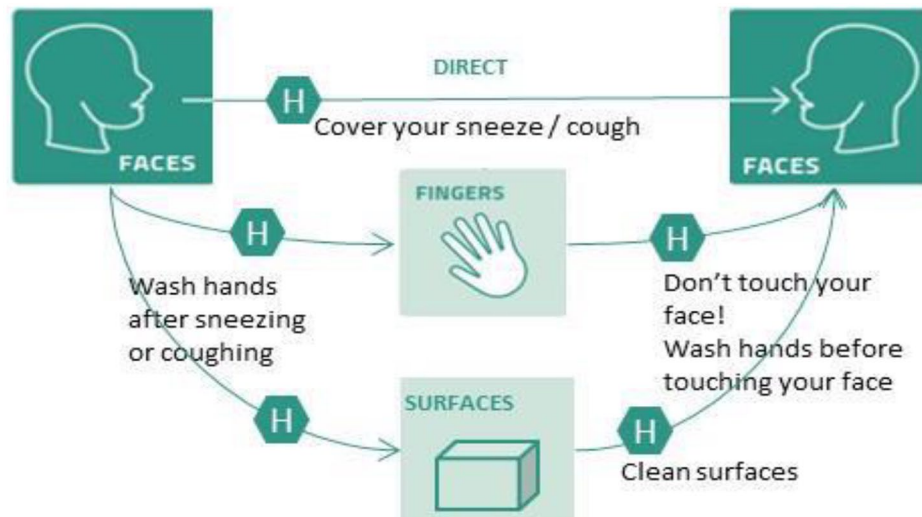 DIRECT
H
Cover your sneeze / cough
FACES
FACES
FINGERS
H
H
Wash hands
after sneezing
or coughing
Don’t touch your
face!
Wash hands before
touching your face
SURFACES
H
H
Clean surfaces